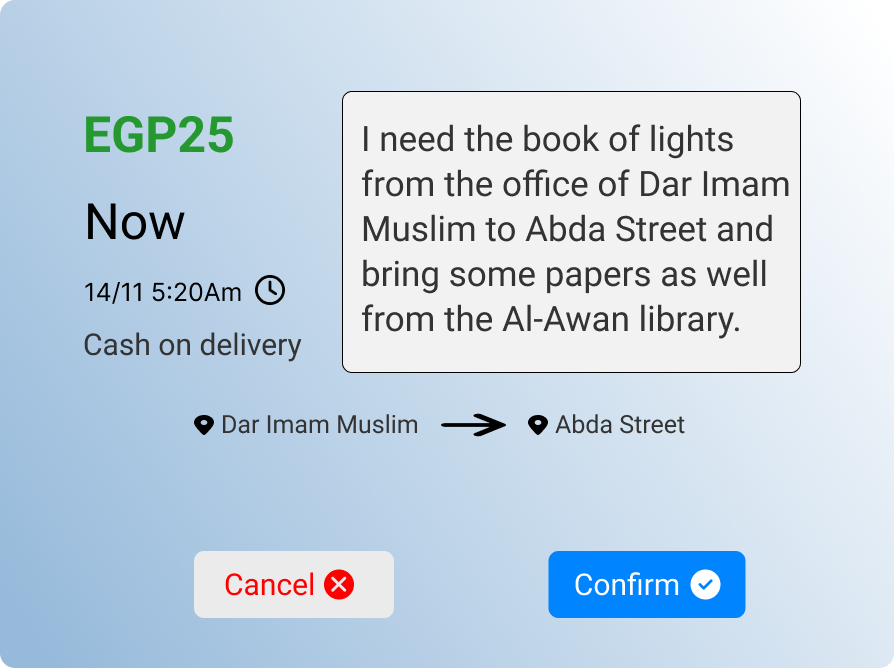 EGP25
Now
14/11 5:20Am
Cash on delivery
I need the book of lights
from the office of Dar Imam
Muslim to Abda Street and
bring some papers as well
from the Al-Awan library.
Dar Imam Muslim
Abda Street
Cancel
Confirm